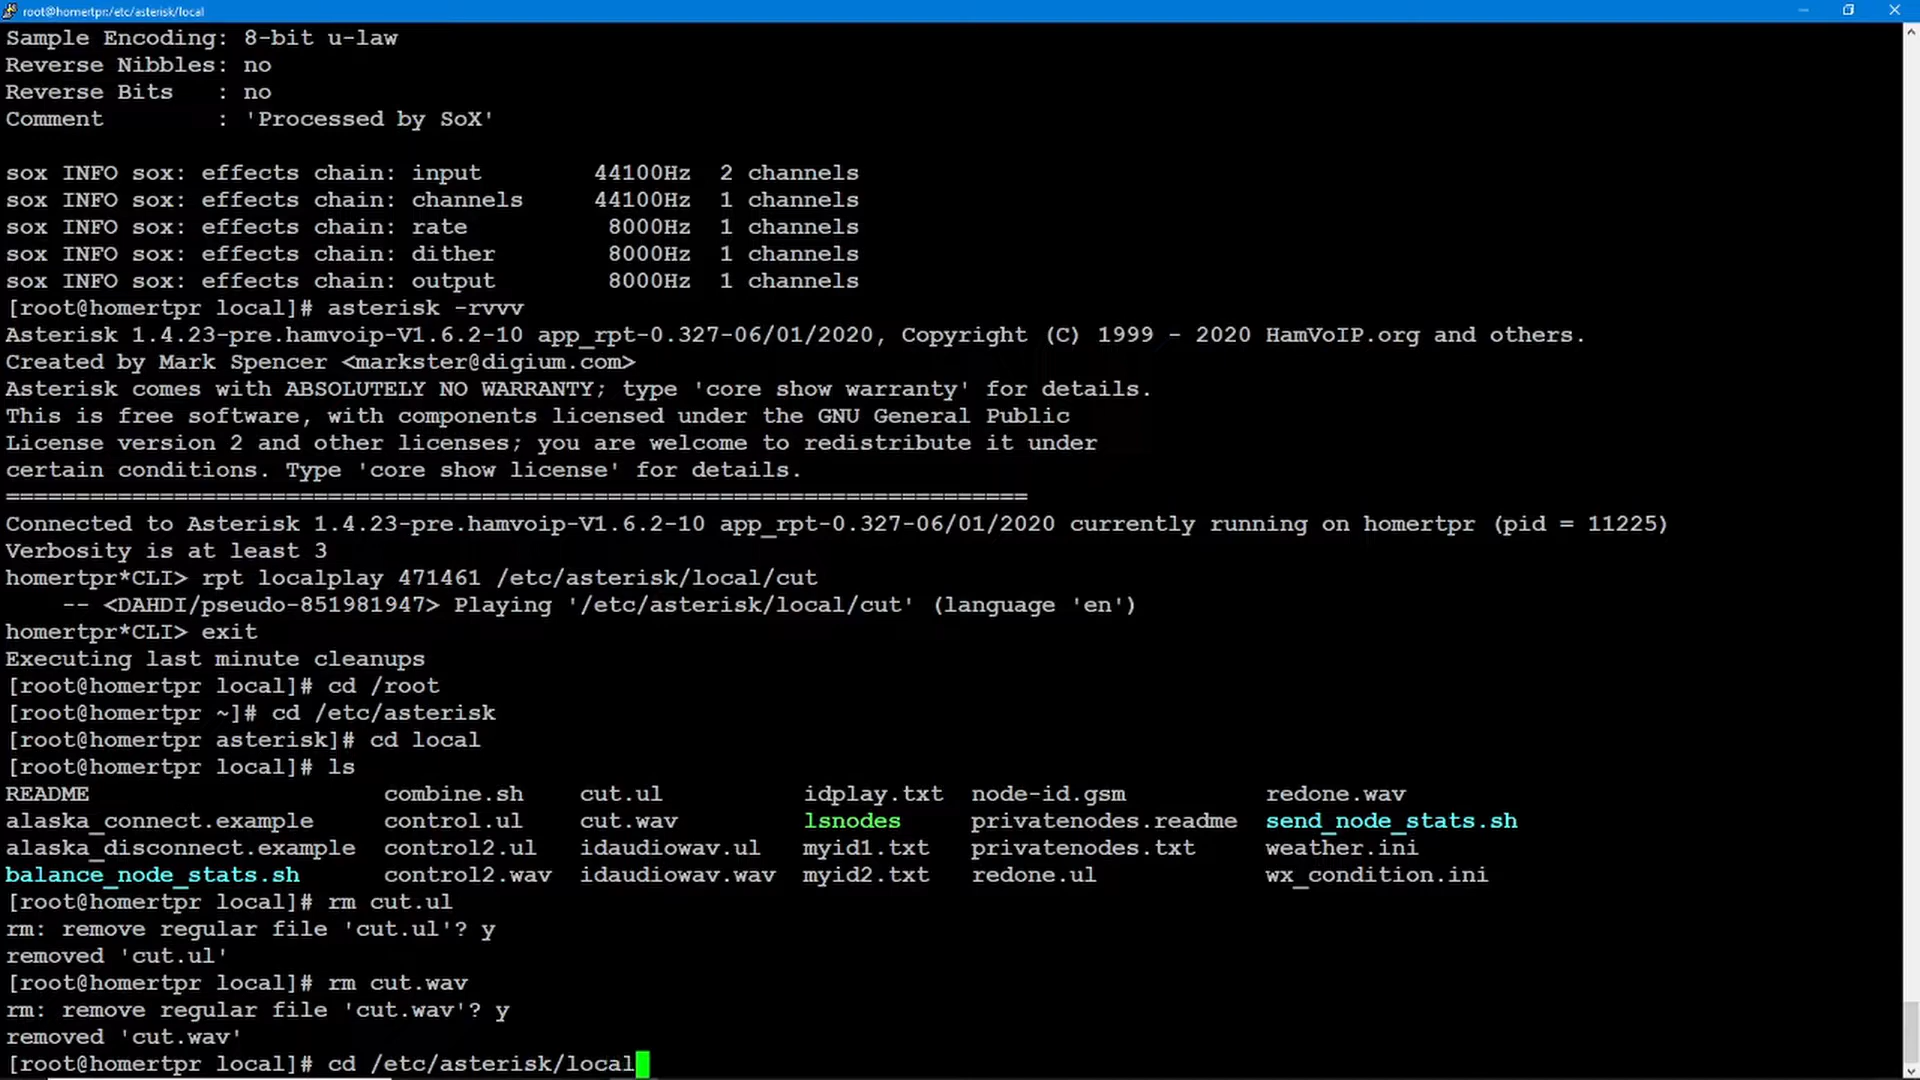 root@homertpr:/etc/asterisk/local
Sample Encoding: 8-bit u-law
Reverse Nibbles: no
Reverse Bits   : no
Comment        : 'Processed by SoX'
sox INFO sox: effects chain: input        44100Hz  2 channels
sox INFO sox: effects chain: channels     44100Hz  1 channels
sox INFO sox: effects chain: rate          8000Hz  1 channels
sox INFO sox: effects chain: dither        8000Hz  1 channels
sox INFO sox: effects chain: output        8000Hz  1 channels
[root@homertpr local]# asterisk -rvvv
Asterisk 1.4.23-pre.hamvoip-V1.6.2-10 app_rpt-0.327-06/01/2020, Copyright (C) 1999 - 2020 HamVoIP.org and others.
Created by Mark Spencer <markster@digium.com>
Asterisk comes with ABSOLUTELY NO WARRANTY; type 'core show warranty' for details.
This is free software, with components licensed under the GNU General Public
License version 2 and other licenses; you are welcome to redistribute it under
certain conditions. Type 'core show license' for details.
=========================================================================
Connected to Asterisk 1.4.23-pre.hamvoip-V1.6.2-10 app_rpt-0.327-06/01/2020 currently running on homertpr (pid = 11225)
Verbosity is at least 3
homertpr*CLI> rpt localplay 471461 /etc/asterisk/local/cut
    -- <DAHDI/pseudo-851981947> Playing '/etc/asterisk/local/cut' (language 'en')
homertpr*CLI> exit
Executing last minute cleanups
[root@homertpr local]# cd /root
[root@homertpr ~]# cd /etc/asterisk
[root@homertpr asterisk]# cd local
[root@homertpr local]# ls
README                     combine.sh    cut.ul          idplay.txt  node-id.gsm          redone.wav
alaska_connect.example     control.ul    cut.wav         lsnodes     privatenodes.readme  send_node_stats.sh
alaska_disconnect.example  control2.ul   idaudiowav.ul   myid1.txt   privatenodes.txt     weather.ini
balance_node_stats.sh      control2.wav  idaudiowav.wav  myid2.txt   redone.ul            wx_condition.ini
[root@homertpr local]# rm cut.ul
rm: remove regular file 'cut.ul'? y
removed 'cut.ul'
[root@homertpr local]# rm cut.wav
rm: remove regular file 'cut.wav'? y
removed 'cut.wav'
[root@homertpr local]# cd /etc/asterisk/local